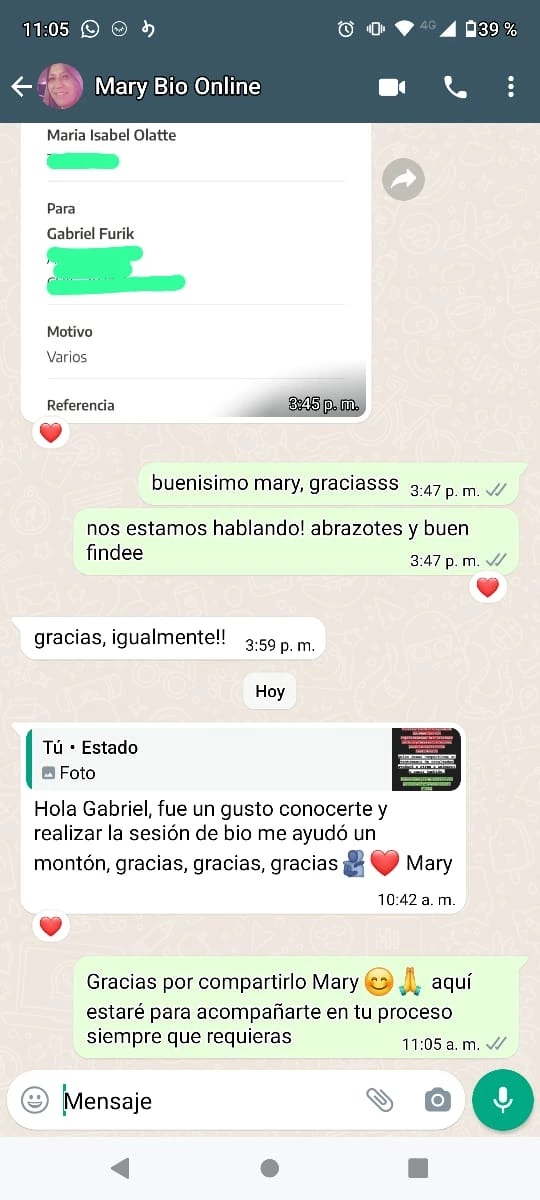 11:05
4G
39 %
Mary Bio Online
Maria Isabel Olatte
Para
Gabriel Furik
Motivo
Varios
Referencia
3:45 p. m.
buenisimo mary, graciasss 3:47 p. m.
nos estamos hablando! abrazotes y buen
findee
3:47 p. m.
gracias, igualmente!! 3:59 p. m.
Hoy
Tú • Estado
Foto
Hola Gabriel, fue un gusto conocerte y
realizar la sesión de bio me ayudó un
montón, gracias, gracias, gracias 🫂❤️ Mary
10:42 a. m.
Gracias por compartirlo Mary 😊🙏 aquí
estaré para acompañarte en tu proceso
siempre que requieras
11:05 a. m.
Mensaje